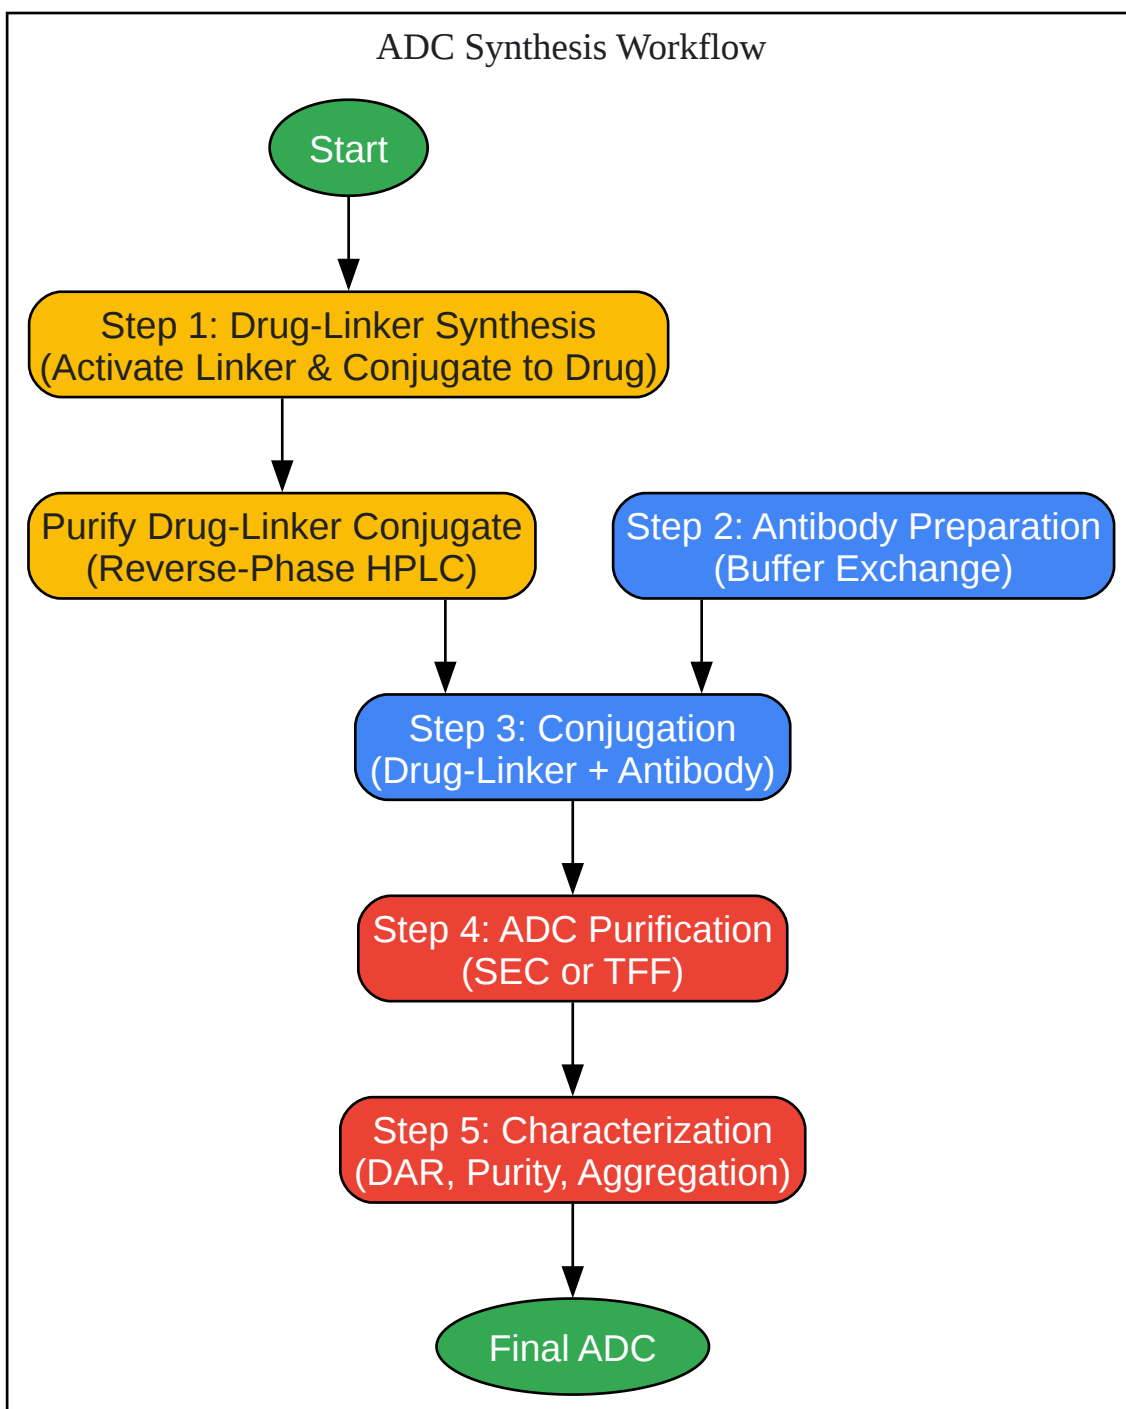 ADC Synthesis Workflow
Start
Step 1: Drug-Linker Synthesis
(Activate Linker & Conjugate to Drug)
Purify Drug-Linker Conjugate
(Reverse-Phase HPLC)
Step 2: Antibody Preparation
(Buffer Exchange)
Step 3: Conjugation
(Drug-Linker + Antibody)
Step 4: ADC Purification
(SEC or TFF)
Step 5: Characterization
(DAR, Purity, Aggregation)
Final ADC